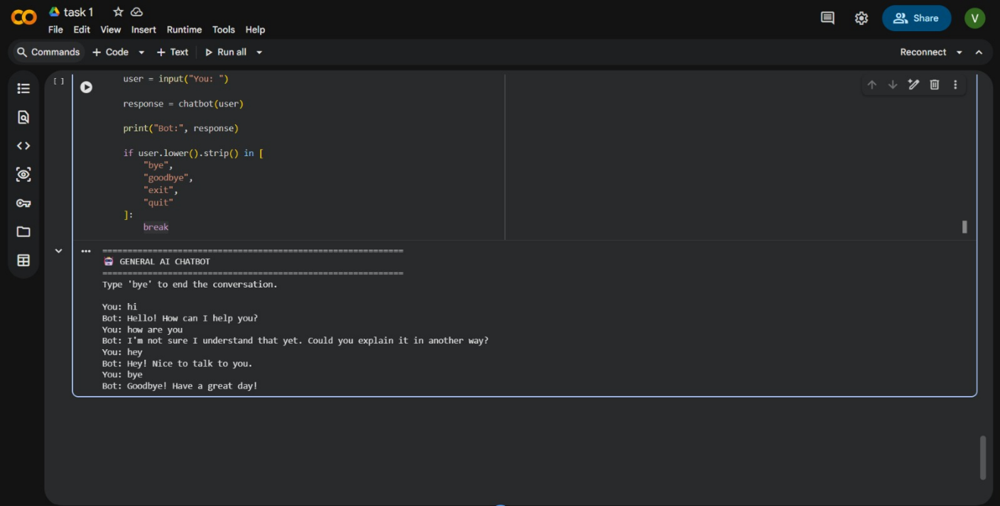 task 1
File Edit View Insert Runtime Tools Help
Share
V
Commands + Code + Text Run all
Reconnect
[ ]
user = input("You: ")
response = chatbot(user)
print("Bot:", response)
if user.lower().strip() in [
"bye",
"goodbye",
"exit",
"quit"
]:
break
============================================================
GENERAL AI CHATBOT
============================================================
Type 'bye' to end the conversation.
You: hi
Bot: Hello! How can I help you?
You: how are you
Bot: I'm not sure I understand that yet. Could you explain it in another way?
You: hey
Bot: Hey! Nice to talk to you.
You: bye
Bot: Goodbye! Have a great day!